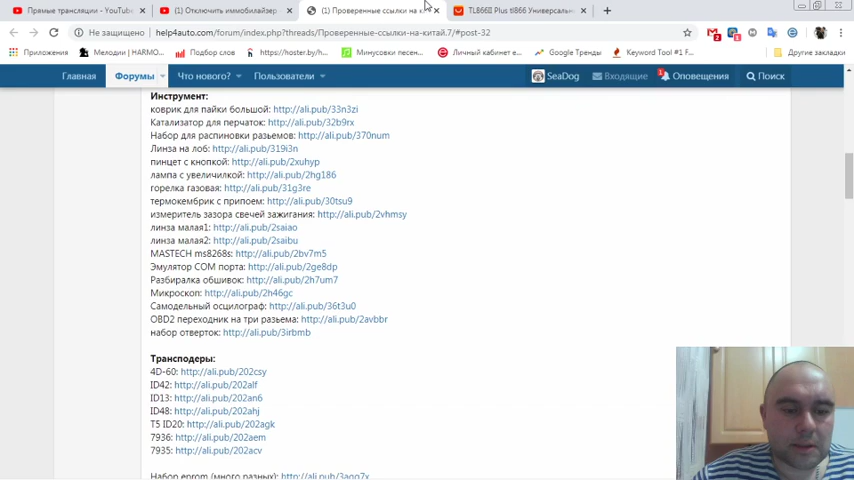 Прямые трансляции - YouTube
(1) Отключить иммобилайзер
(1) Проверенные ссылки на к
TL866II Plus tl866 Универсальн
Не защищено help4auto.com/forum/index.php?threads/Проверенные-ссылки-на-китай.7/#post-32
Приложения Мелодии | HARMO... Подбор слов https://hoster.by/h... Минусовки песен... Личный кабинет... Google Тренды Keyword Tool #1 F... Другие закладки
Главная Форумы Что нового? Пользователи SeaDog Входящие 1 Оповещения Поиск
Инструмент:
коврик для пайки большой: http://ali.pub/33n3zi
Катализатор для перчаток: http://ali.pub/32b9rx
Набор для распиновки разьемов: http://ali.pub/370num
Линза на лоб: http://ali.pub/319i3n
пинцет с кнопкой: http://ali.pub/2xuhyp
лампа с увеличилкой: http://ali.pub/2hg186
горелка газовая: http://ali.pub/31g3re
термокембрик с припоем: http://ali.pub/30tsu9
измеритель зазора свечей зажигания: http://ali.pub/2vhmsy
линза малая1: http://ali.pub/2saiao
линза малая2: http://ali.pub/2saibu
MASTECH ms8268s: http://ali.pub/2bv7m5
Эмулятор COM порта: http://ali.pub/2ge8dp
Разбиралка обшивок: http://ali.pub/2h7um7
Микроскоп: http://ali.pub/2h46gc
Самодельный осцилограф: http://ali.pub/36t3u0
OBD2 переходник на три разьема: http://ali.pub/2avbbr
набор отверток: http://ali.pub/3irbmb
Трансподеры:
4D-60: http://ali.pub/202csy
ID42: http://ali.pub/202alf
ID13: http://ali.pub/202an6
ID48: http://ali.pub/202ahj
T5 ID20: http://ali.pub/202agk
7936: http://ali.pub/202aem
7935: http://ali.pub/202acv
Набор eprom (много разных):